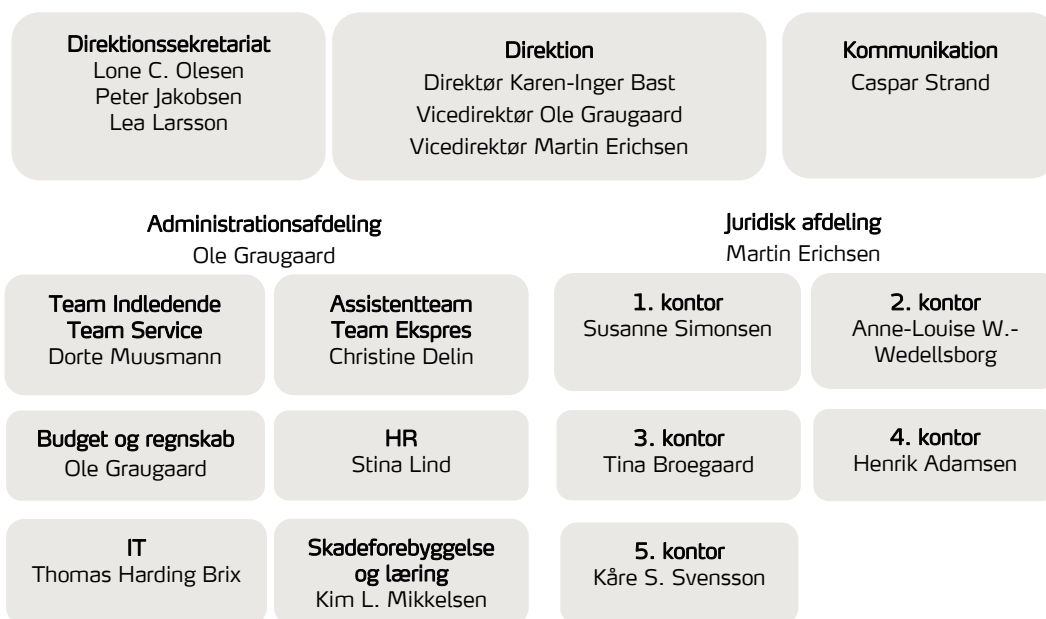 Direktionssekretariat
Lone C. Olesen
Peter Jakobsen
Lea Larsson
Direktion
Direktør Karen-Inger Bast
Vicedirektør Ole Graugaard
Vicedirektør Martin Erichsen
Kommunikation
Caspar Strand
Administrationsafdeling
Ole Graugaard
Team Indledende
Team Service
Dorte Muusmann
Assistentteam
Team Ekspres
Christine Delin
Budget og regnskab
Ole Graugaard
HR
Stina Lind
IT
Thomas Harding Brix
Skadeforebyggelse
og læring
Kim L. Mikkelsen
Juridisk afdeling
Martin Erichsen
1. kontor
Susanne Simonsen
2. kontor
Anne-Louise W.-
Wedellsborg
3. kontor
Tina Broegaard
4. kontor
Henrik Adamsen
5. kontor
Kåre S. Svensson